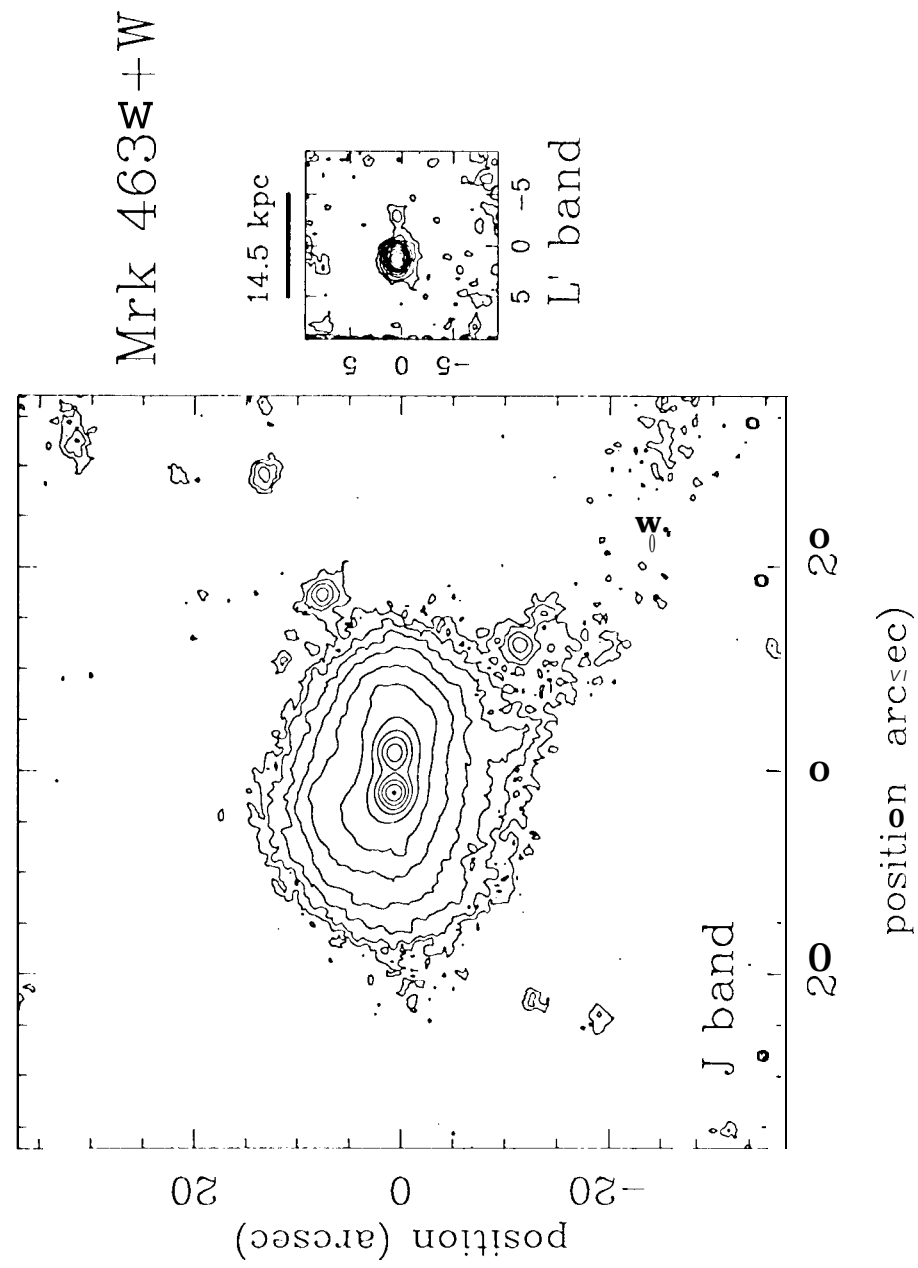 Mrk 463E+W
14.5 kpc
5 0 -5
5 0 -5
L' band
J band
w
20 0 20
position arcsec)
20 0 -20
position (arcsec)